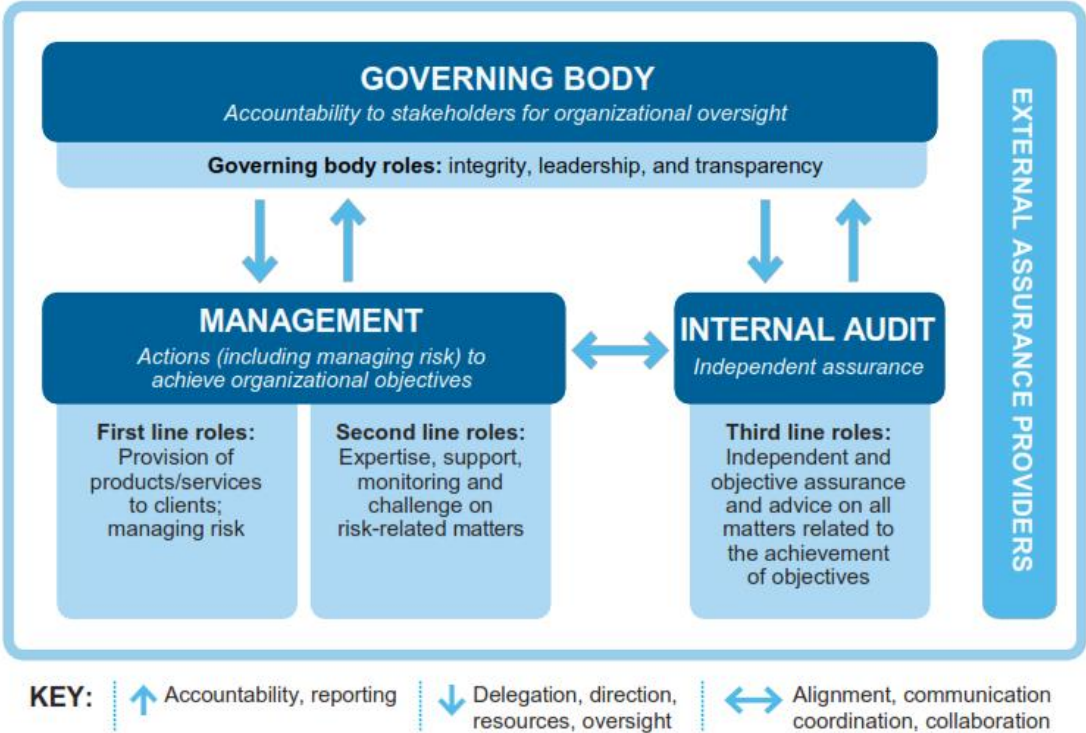 GOVERNING BODY
Accountability to stakeholders for organizational oversight
Governing body roles: integrity, leadership, and transparency
MANAGEMENT
Actions (including managing risk) to
achieve organizational objectives
First line roles:
Provision of
products/services
to clients;
managing risk
Second line roles:
Expertise, support,
monitoring and
challenge on
risk-related matters
INTERNAL AUDIT
Independent assurance
Third line roles:
Independent and
objective assurance
and advice on all
matters related to
the achievement
of objectives
EXTERNAL ASSURANCE PROVIDERS
KEY:
Accountability, reporting
Delegation, direction,
resources, oversight
Alignment, communication
coordination, collaboration